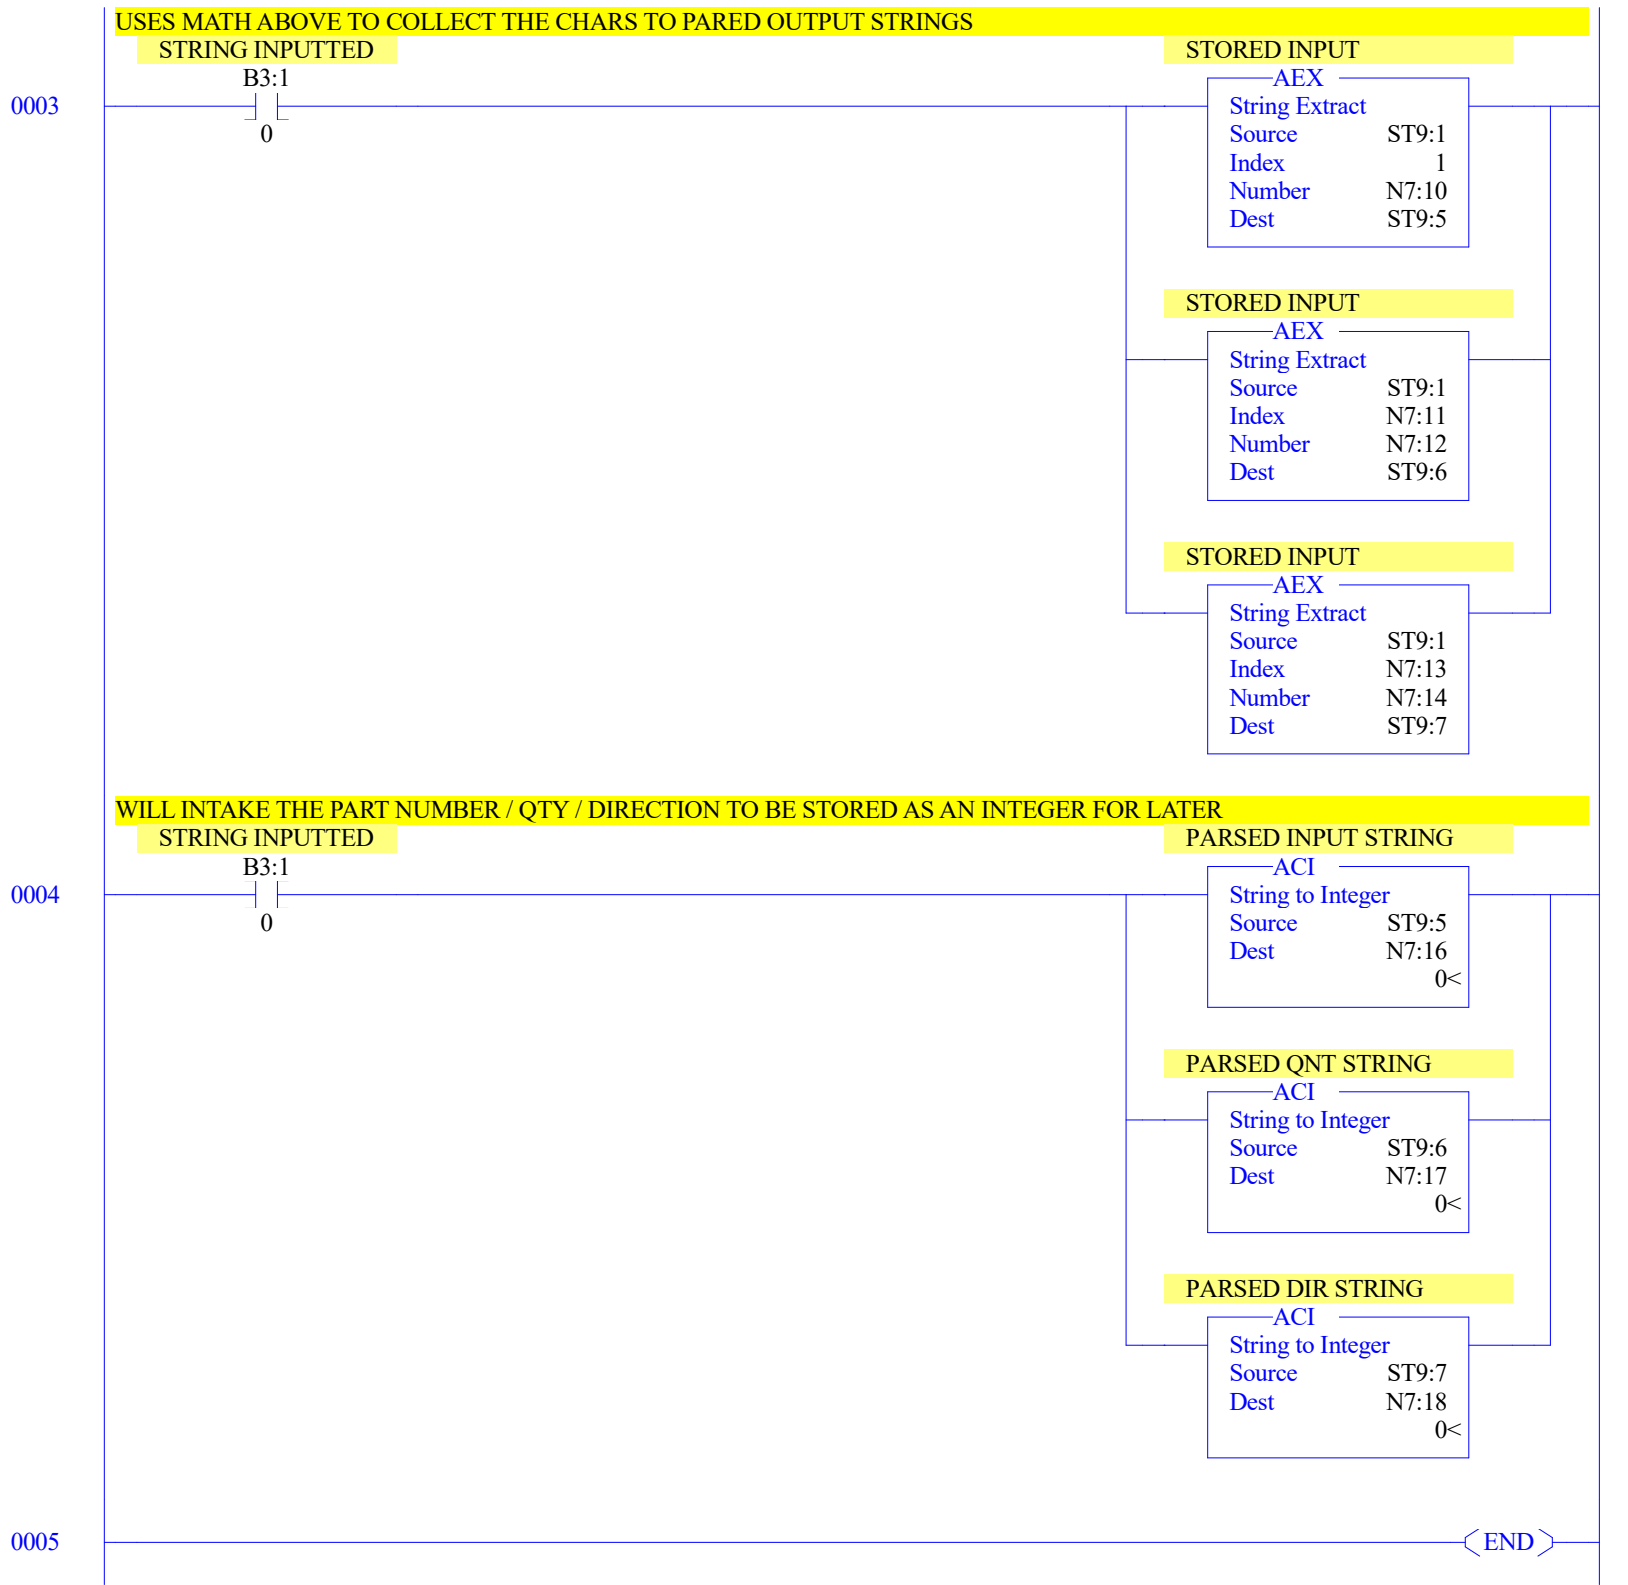 USES MATH ABOVE TO COLLECT THE CHARS TO PARED OUTPUT STRINGS
STRING INPUTTED
B3:1
0003
0
STORED INPUT
AEX
String Extract
Source ST9:1
Index 1
Number N7:10
Dest ST9:5
STORED INPUT
AEX
String Extract
Source ST9:1
Index N7:11
Number N7:12
Dest ST9:6
STORED INPUT
AEX
String Extract
Source ST9:1
Index N7:13
Number N7:14
Dest ST9:7
WILL INTAKE THE PART NUMBER / QTY / DIRECTION TO BE STORED AS AN INTEGER FOR LATER
STRING INPUTTED
B3:1
0004
0
PARSED INPUT STRING
ACI
String to Integer
Source ST9:5
Dest N7:16
0<
PARSED QNT STRING
ACI
String to Integer
Source ST9:6
Dest N7:17
0<
PARSED DIR STRING
ACI
String to Integer
Source ST9:7
Dest N7:18
0<
0005
END